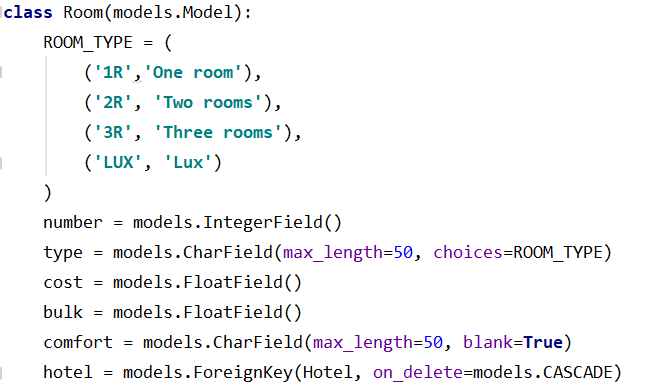 class Room(models.Model):
    ROOM_TYPE = (
        ('1R','One room'),
        ('2R', 'Two rooms'),
        ('3R', 'Three rooms'),
        ('LUX', 'Lux')
    )
    number = models.IntegerField()
    type = models.CharField(max_length=50, choices=ROOM_TYPE)
    cost = models.FloatField()
    bulk = models.FloatField()
    comfort = models.CharField(max_length=50, blank=True)
    hotel = models.ForeignKey(Hotel, on_delete=models.CASCADE)